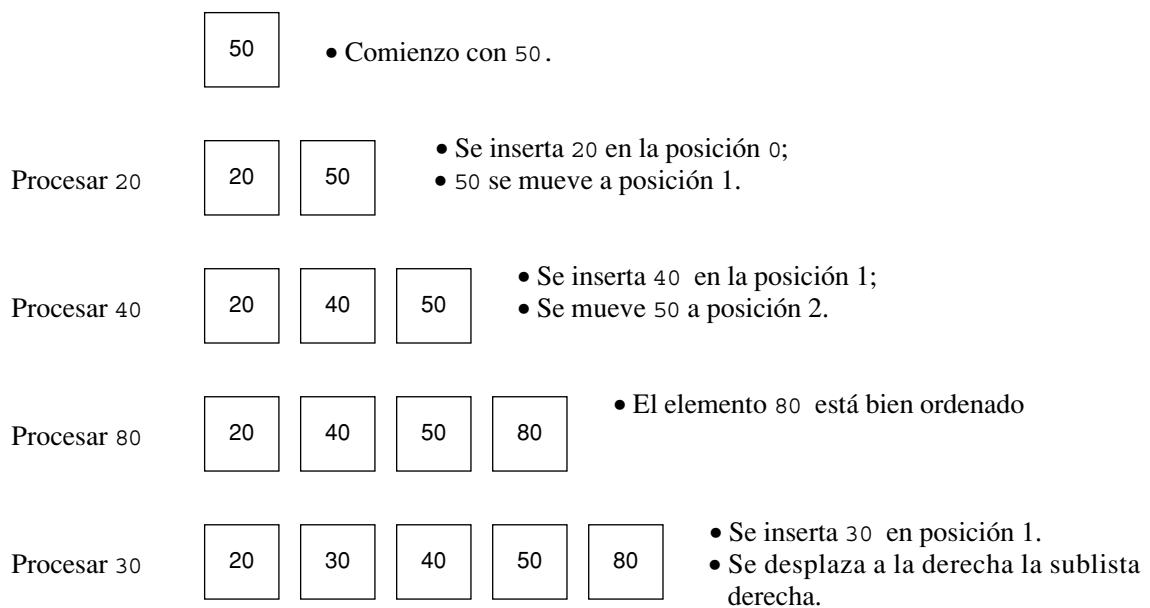 50 • Comienzo con 50.
• Se inserta 20 en la posición 0;
Procesar 20 20 50 • 50 se mueve a posición 1.
• Se inserta 40 en la posición 1;
Procesar 40 20 40 50 • Se mueve 50 a posición 2.
• El elemento 80 está bien ordenado
Procesar 80 20 40 50 80
• Se inserta 30 en posición 1.
Procesar 30 20 30 40 50 80 • Se desplaza a la derecha la sublista
derecha.